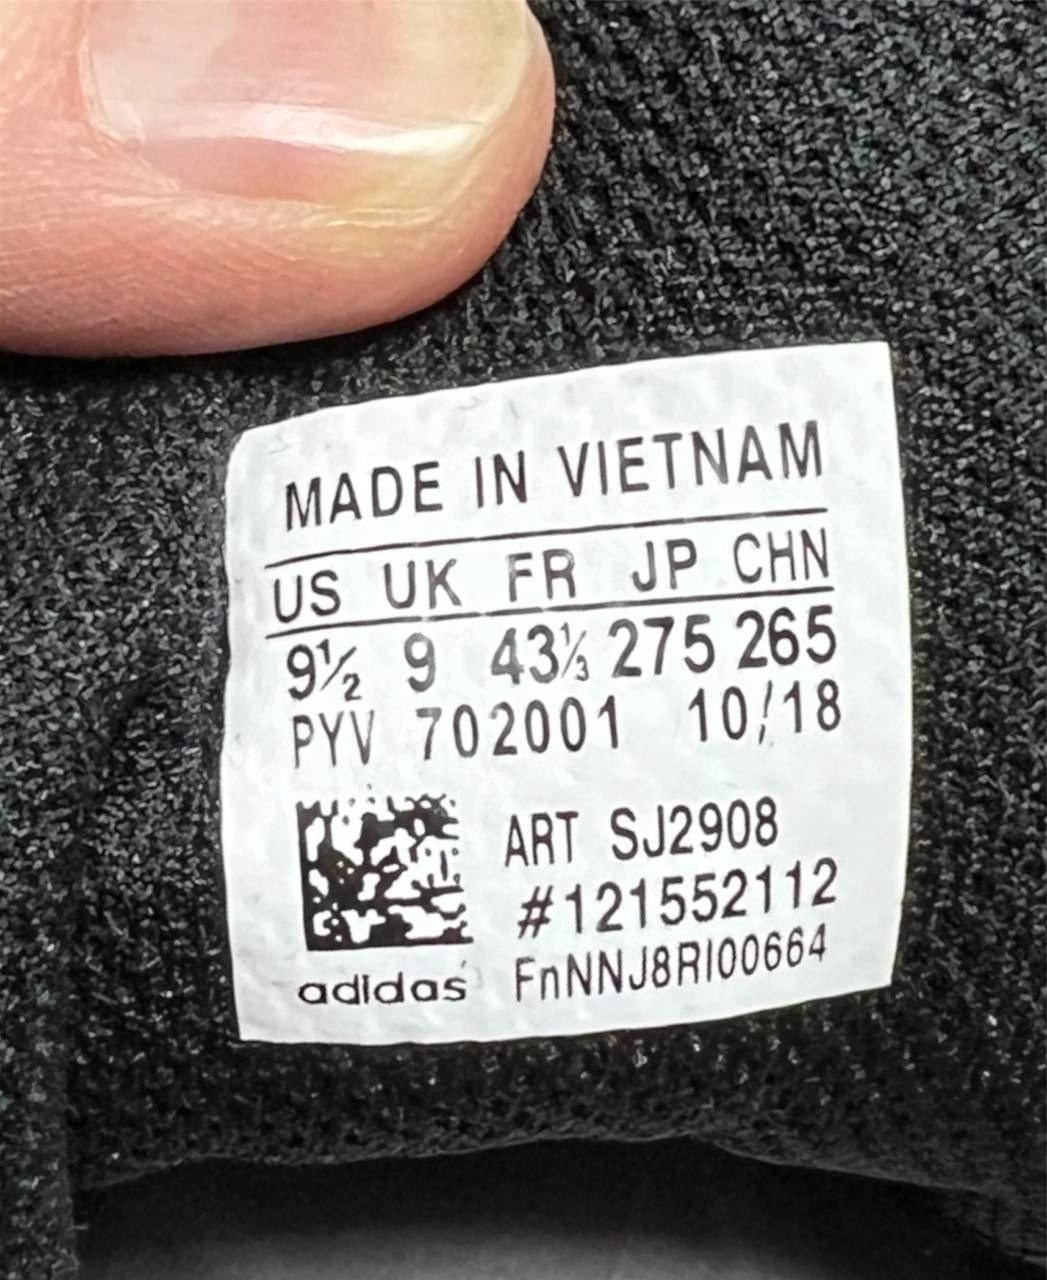 MADE IN VIETNAM
US UK FR JP CHN
9½ 9 43⅓ 275 265
PYV 702001 10/18
ART SJ2908
#121552112
adidas FnNNJ8RI00664